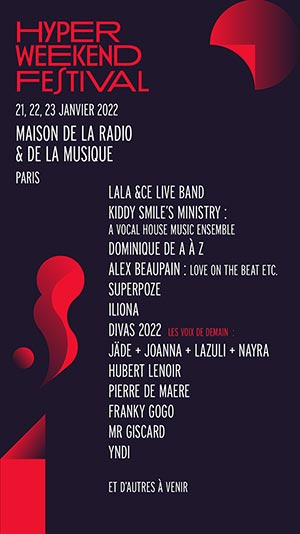 HYPER
WEEKEND
FESTIVAL
21, 22, 23 JANVIER 2022
MAISON DE LA RADIO
& DE LA MUSIQUE
PARIS
LALA &CE LIVE BAND
KIDDY SMILE'S MINISTRY :
A VOCAL HOUSE MUSIC ENSEMBLE
DOMINIQUE DE A À Z
ALEX BEAUPAIN : LOVE ON THE BEAT ETC.
SUPERPOZE
ILIONA
DIVAS 2022 LES VOIX DE DEMAIN :
JÄDE + JOANNA + LAZULI + NAYRA
HUBERT LENOIR
PIERRE DE MAERE
FRANKY GOGO
MR GISCARD
YNDI
ET D'AUTRES À VENIR